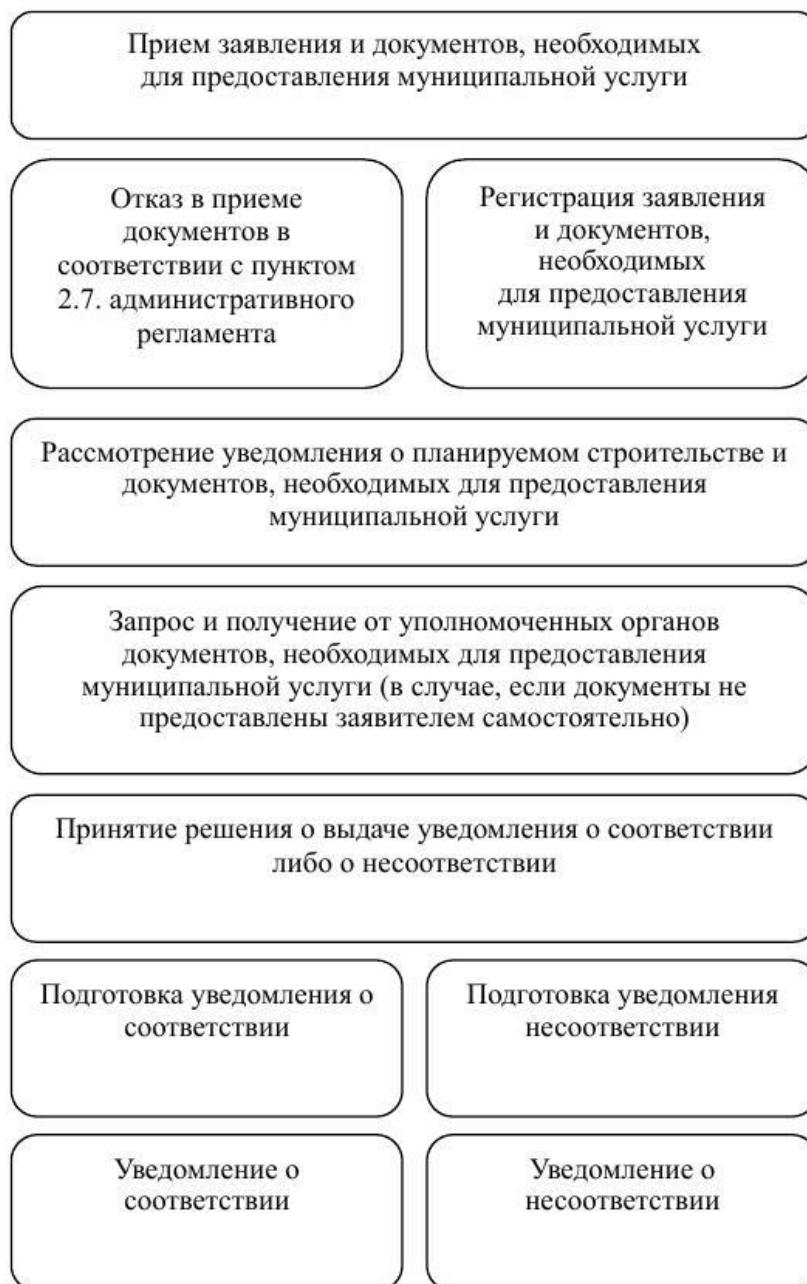 Прием заявления и документов, необходимых
для предоставления муниципальной услуги
Отказ в приеме
документов в
соответствии с пунктом
2.7. административного
регламента
Регистрация заявления
и документов,
необходимых
для предоставления
муниципальной услуги
Рассмотрение уведомления о планируемом строительстве и
документов, необходимых для предоставления
муниципальной услуги
Запрос и получение от уполномоченных органов
документов, необходимых для предоставления
муниципальной услуги (в случае, если документы не
предоставлены заявителем самостоятельно)
Принятие решения о выдаче уведомления о соответствии
либо о несоответствии
Подготовка уведомления о
соответствии
Подготовка уведомления
несоответствии
Уведомление о
соответствии
Уведомление о
несоответствии